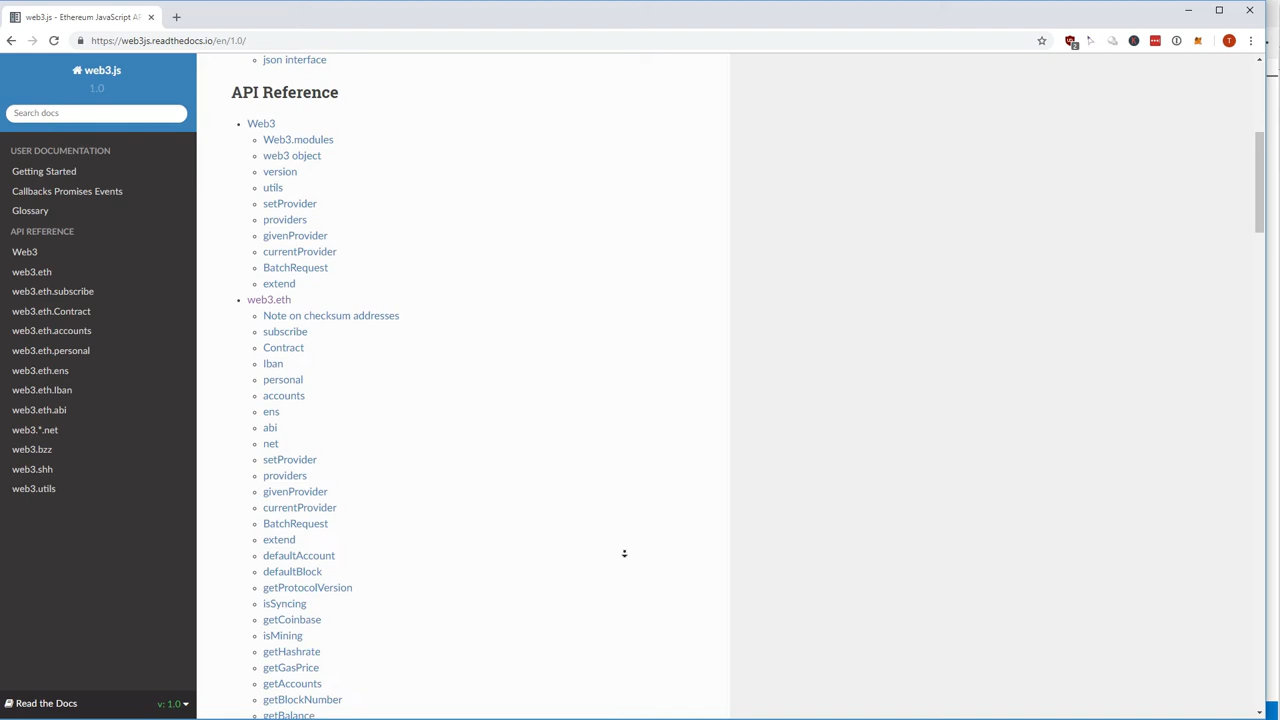 web3.js - Ethereum JavaScript AP
https://web3js.readthedocs.io/en/1.0/
2
T
web3.js
1.0
Search docs
USER DOCUMENTATION
Getting Started
Callbacks Promises Events
Glossary
API REFERENCE
Web3
web3.eth
web3.eth.subscribe
web3.eth.Contract
web3.eth.accounts
web3.eth.personal
web3.eth.ens
web3.eth.Iban
web3.eth.abi
web3.*.net
web3.bzz
web3.shh
web3.utils
Read the Docs
v: 1.0
json interface
API Reference
Web3
Web3.modules
web3 object
version
utils
setProvider
providers
givenProvider
currentProvider
BatchRequest
extend
web3.eth
Note on checksum addresses
subscribe
Contract
Iban
personal
accounts
ens
abi
net
setProvider
providers
givenProvider
currentProvider
BatchRequest
extend
defaultAccount
defaultBlock
getProtocolVersion
isSyncing
getCoinbase
isMining
getHashrate
getGasPrice
getAccounts
getBlockNumber
getBalance